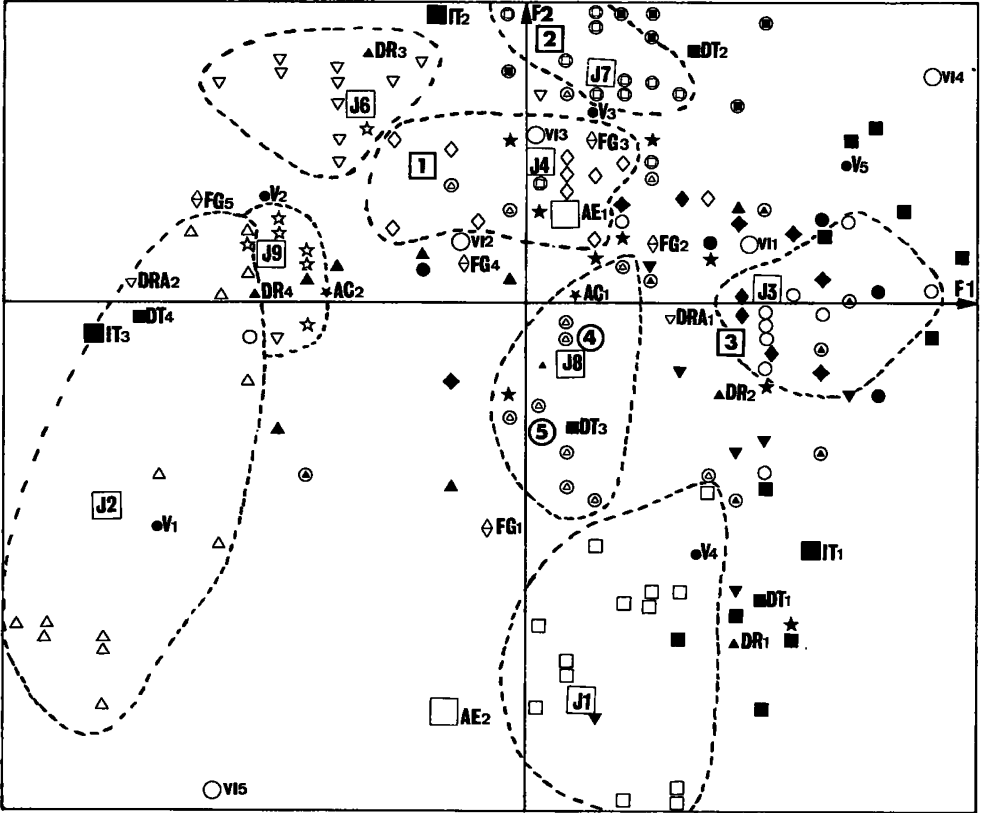 IT2
F2
2
DR3
DT2
J7
VI4
J6
V3
VI3
FG3
1
J4
V5
FG5
V2
AE1
J9
VI2
FG2
VI1
FG4
DRA2
DR4
AC2
AC1
J3
F1
DT4
IT3
DRA1
4
3
J8
DR2
5
DT3
J2
V1
FG1
V4
IT1
DT1
DR1
J1
AE2
VI5